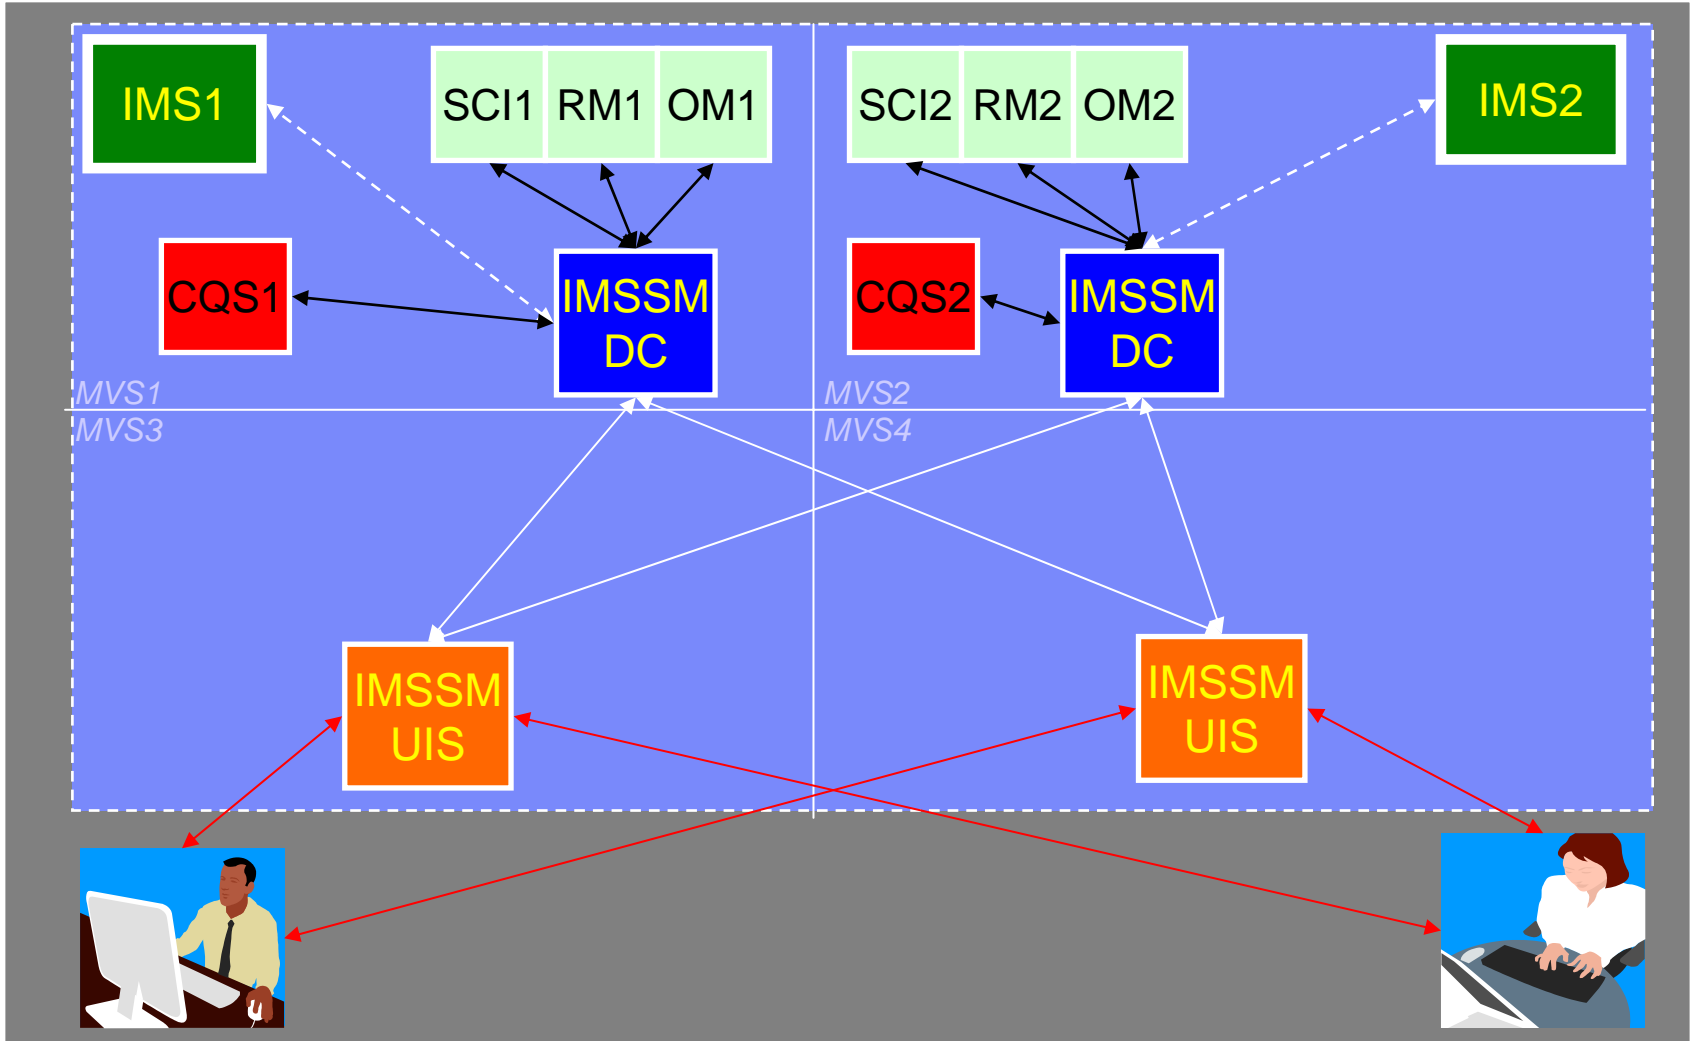 IMS1
SCI1 RM1 OM1
SCI2 RM2 OM2
IMS2
CQS1
IMSSM
DC
CQS2
IMSSM
DC
MVS1
MVS2
MVS3
MVS4
IMSSM
UIS
IMSSM
UIS